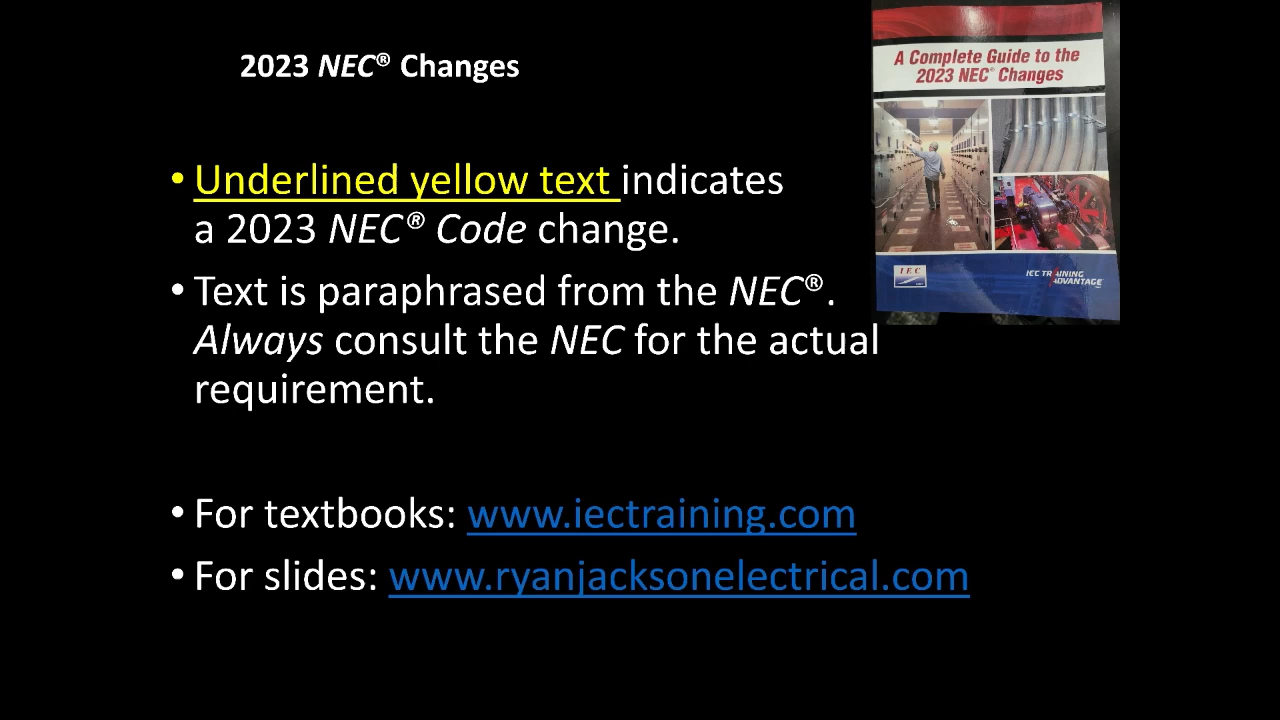 2023 NEC® Changes
A Complete Guide to the
2023 NEC® Changes
Underlined yellow text indicates
a 2023 NEC® Code change.
Text is paraphrased from the NEC®.
Always consult the NEC for the actual
requirement.
IEC
IEC TRAINING
ADVANTAGE
For textbooks: www.iectraining.com
For slides: www.ryanjacksonelectrical.com